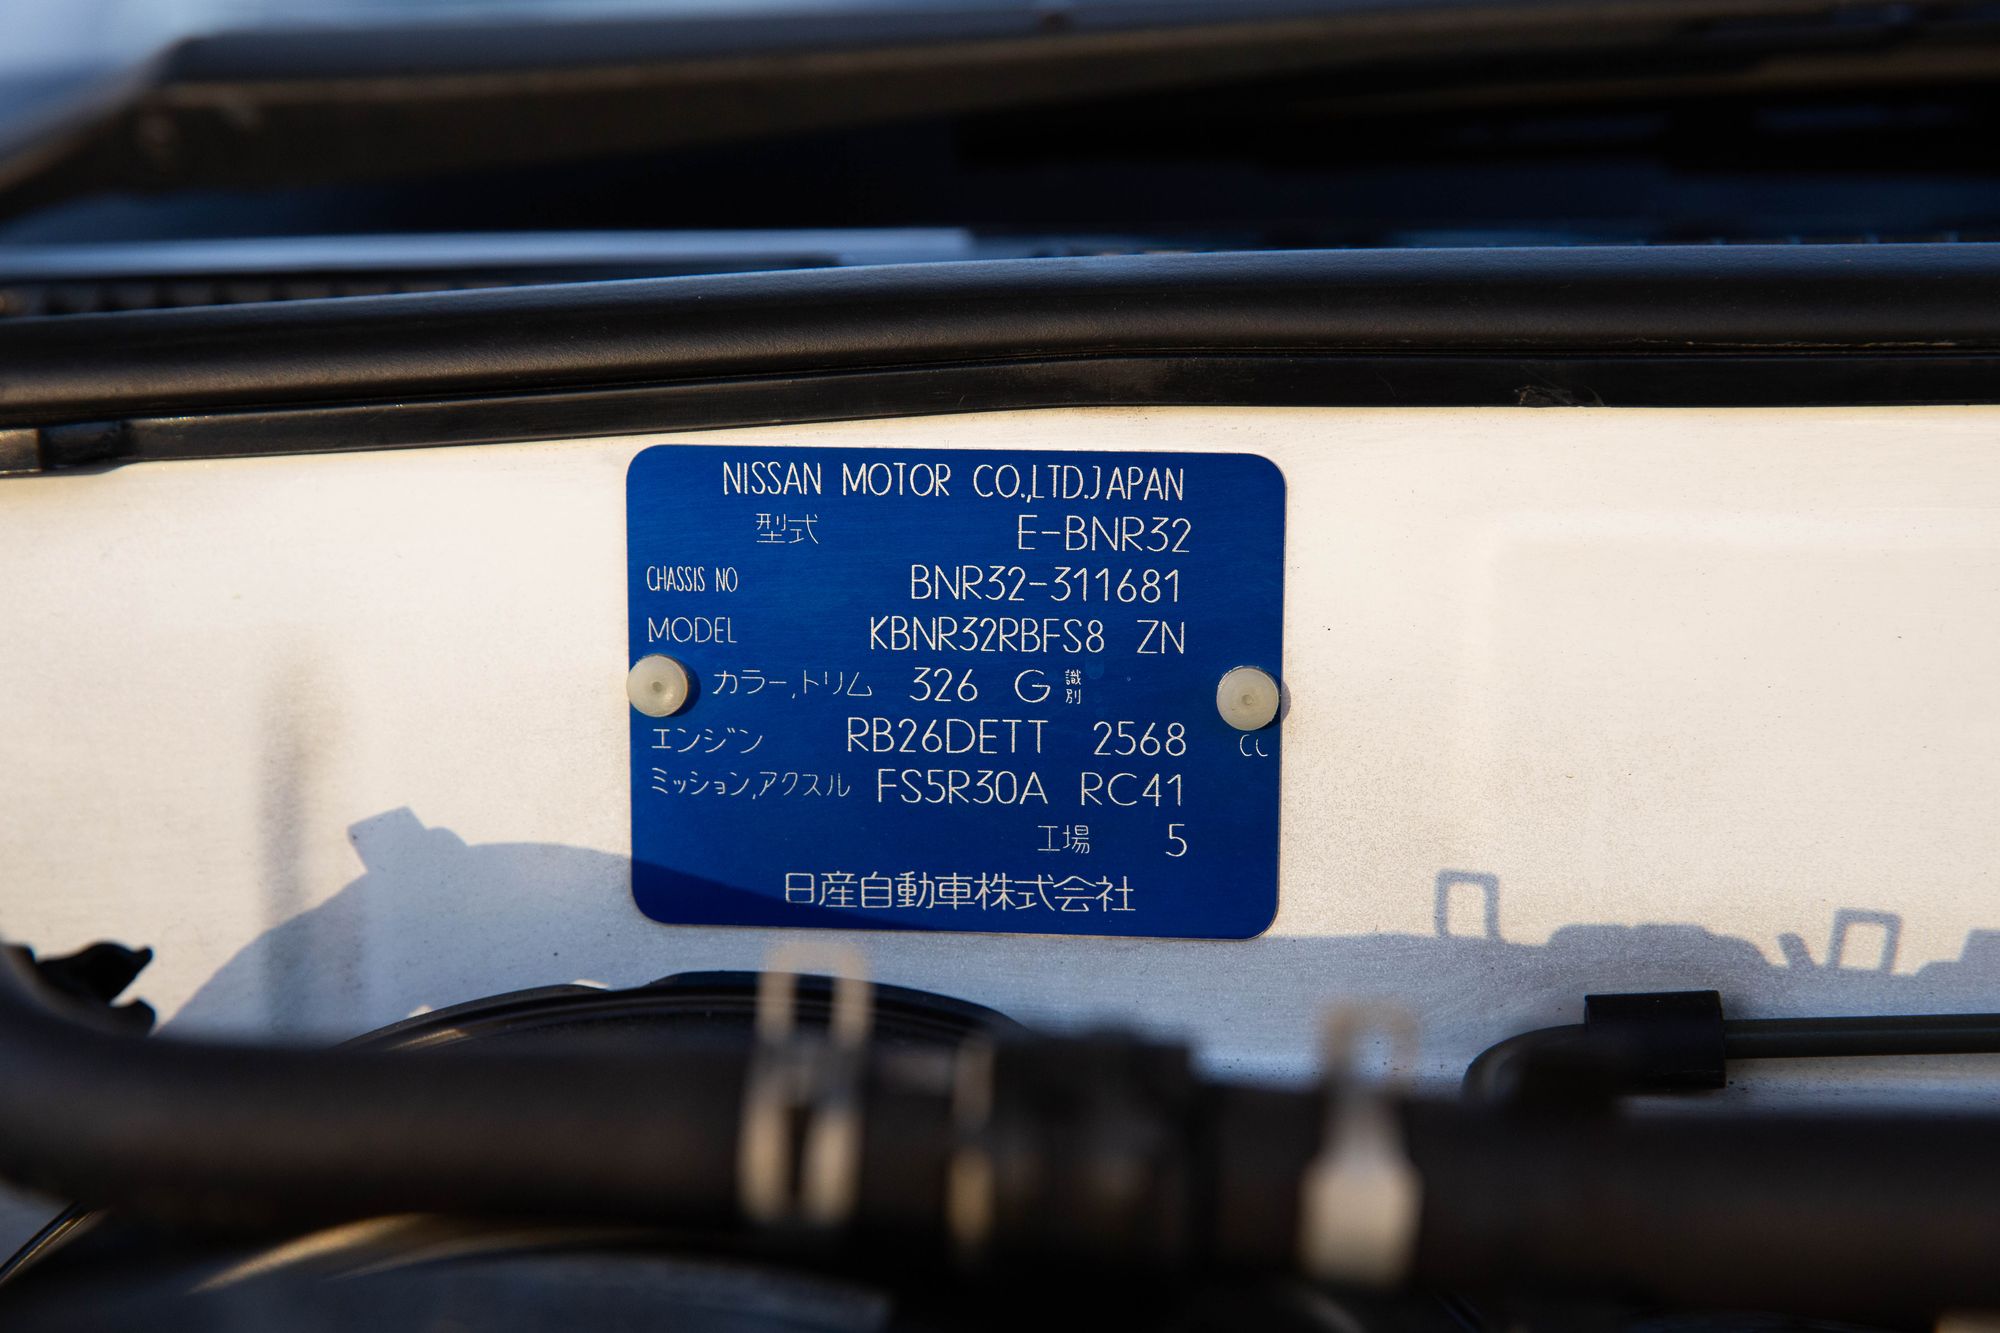 NISSAN MOTOR CO.,LTD.JAPAN
型式 E-BNR32
CHASSIS NO BNR32-311681
MODEL KBNR32RBFS8 ZN
カラー,トリム 326 G 識別
エンジン RB26DETT 2568 cc
ミッション,アクスル FS5R30A RC41
工場 5
日産自動車株式会社